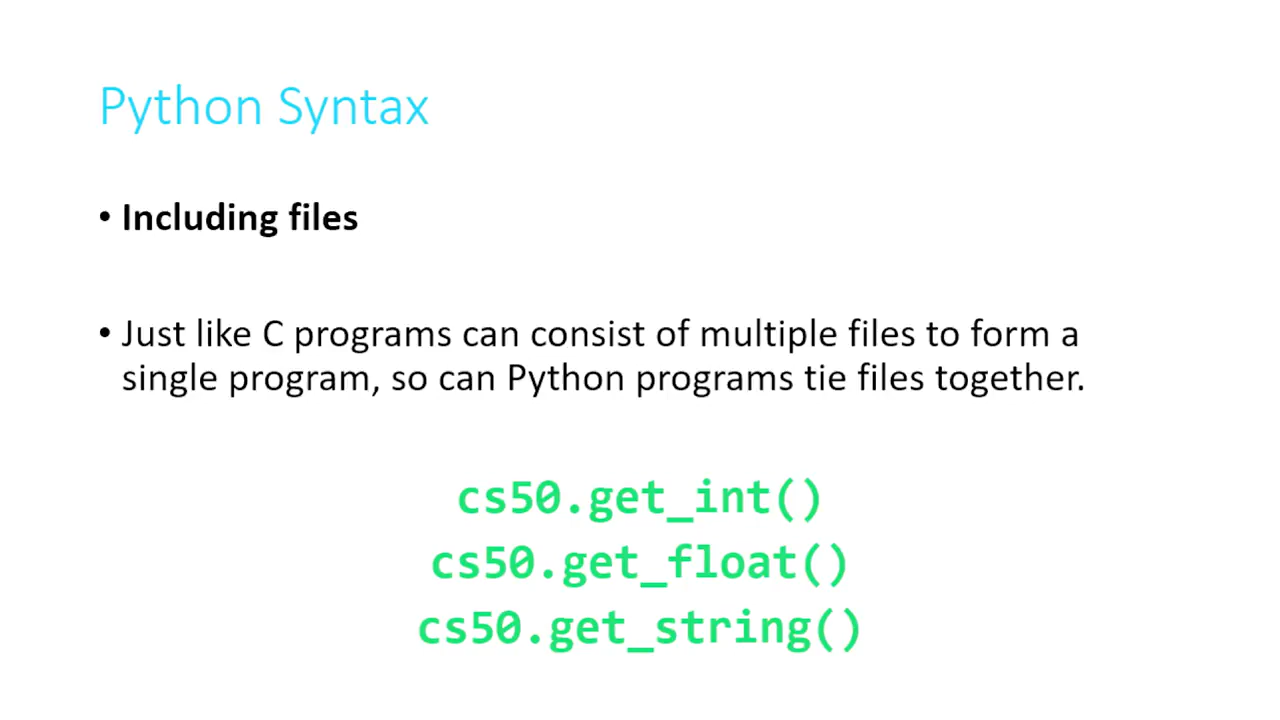 Python Syntax
• Including files
• Just like C programs can consist of multiple files to form a
single program, so can Python programs tie files together.
cs50.get_int()
cs50.get_float()
cs50.get_string()